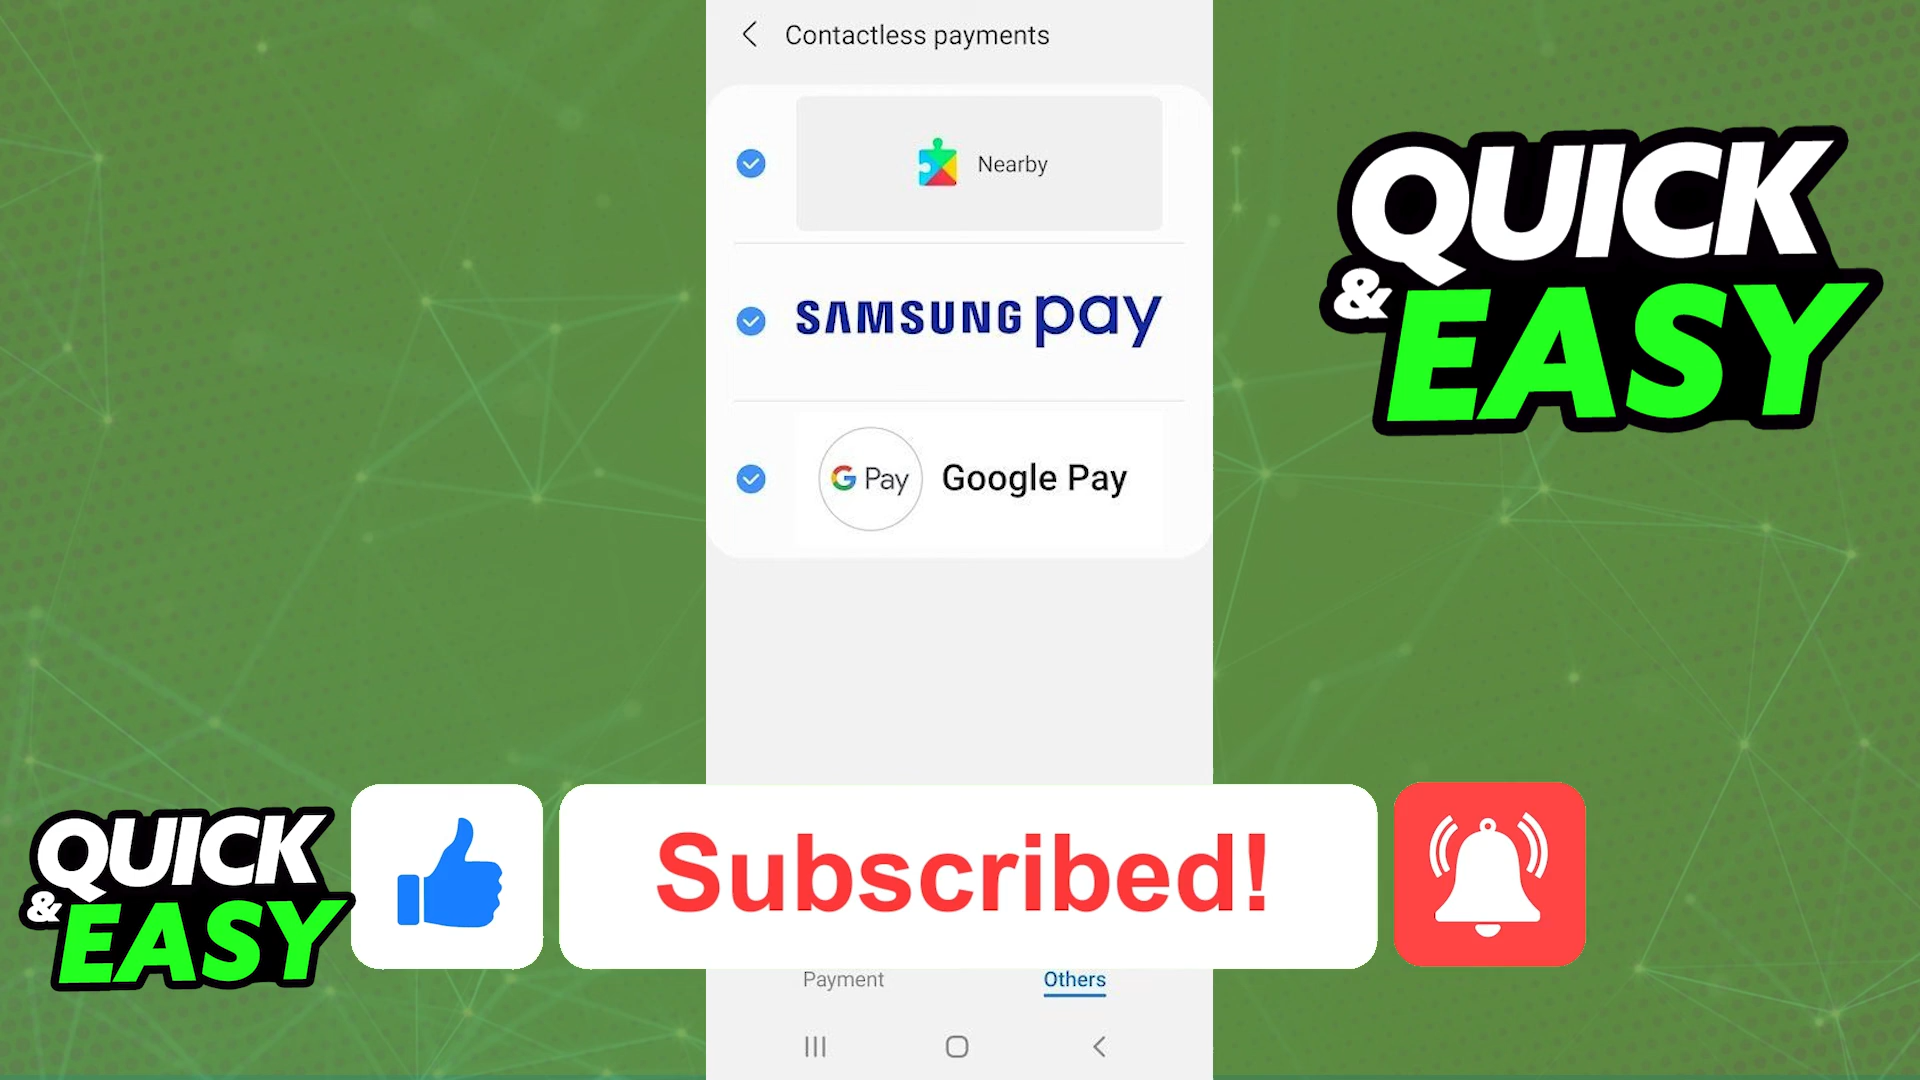 Contactless payments
Nearby
SAMSUNG pay
G Pay Google Pay
QUICK
& EASY
QUICK
& EASY
Subscribed!
Payment Others